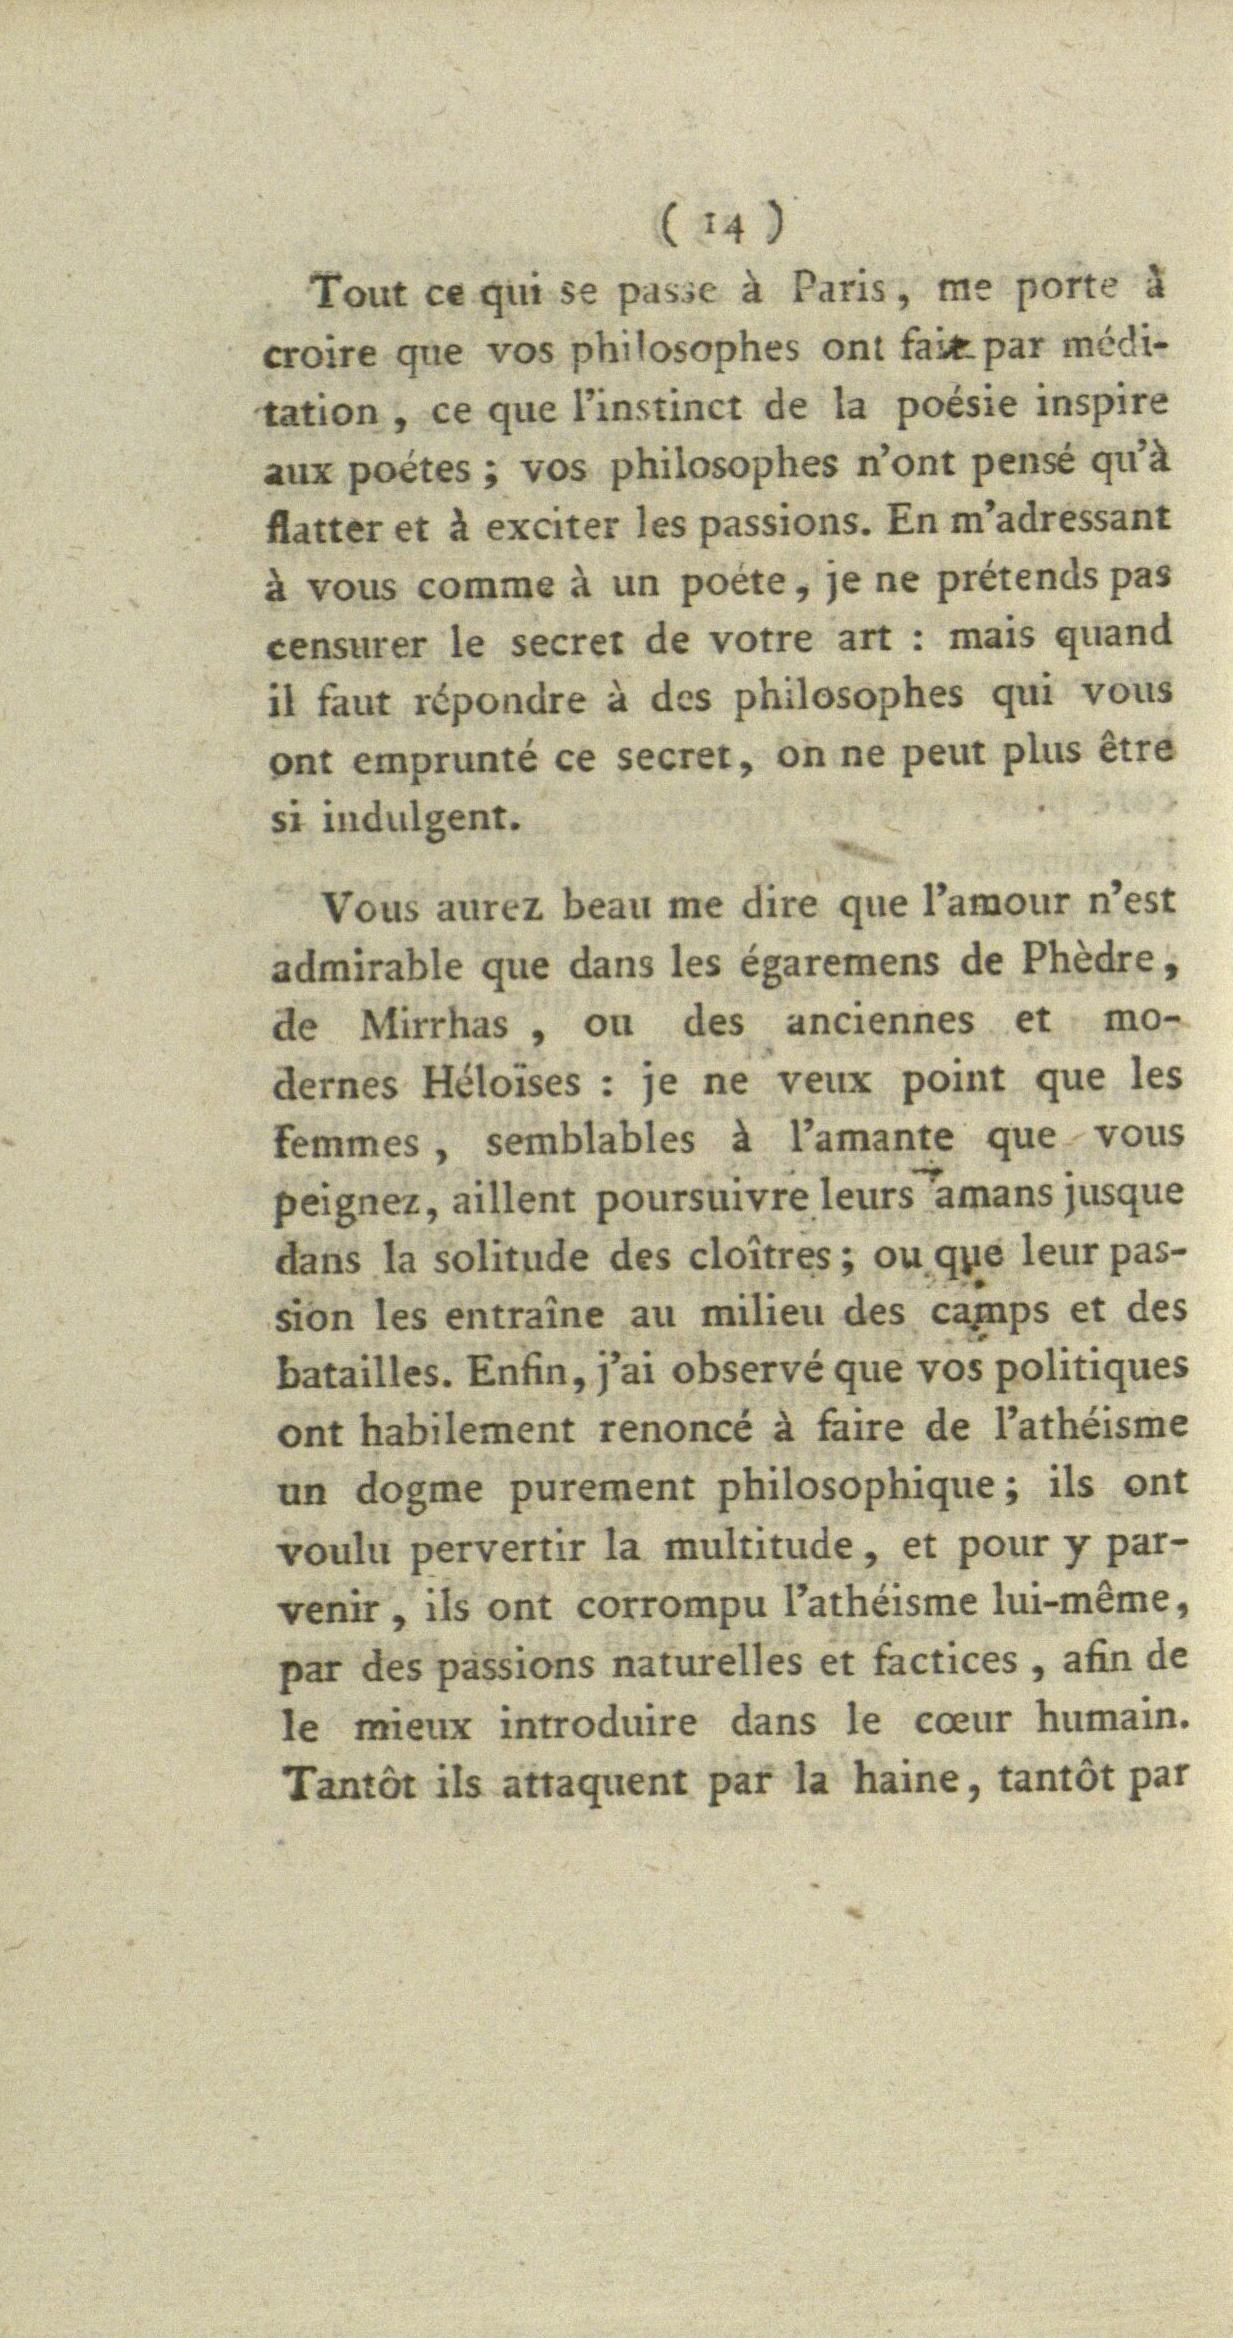 ( 14 )
Tout ce qui se passe à Paris, me porte à
croire que vos philosophes ont fait par médi-
tation, ce que l'instinct de la poésie inspire
aux poétes ; vos philosophes n'ont pensé qu'à
flatter et à exciter les passions. En m'adressant
à vous comme à un poéte, je ne prétends pas
censurer le secret de votre art : mais quand
il faut répondre à des philosophes qui vous
ont emprunté ce secret, on ne peut plus être
si indulgent.
Vous aurez beau me dire que l'amour n'est
admirable que dans les égaremens de Phèdre,
de Mirrhas , ou des anciennes et mo-
dernes Héloïses : je ne veux point que les
femmes , semblables à l'amante que vous
peignez, aillent poursuivre leurs amans jusque
dans la solitude des cloîtres ; ou que leur pas-
sion les entraîne au milieu des camps et des
batailles. Enfin, j'ai observé que vos politiques
ont habilement renoncé à faire de l'athéisme
un dogme purement philosophique ; ils ont
voulu pervertir la multitude, et pour y par-
venir, ils ont corrompu l'athéisme lui-même,
par des passions naturelles et factices , afin de
le mieux introduire dans le cœur humain.
Tantôt ils attaquent par la haine, tantôt par